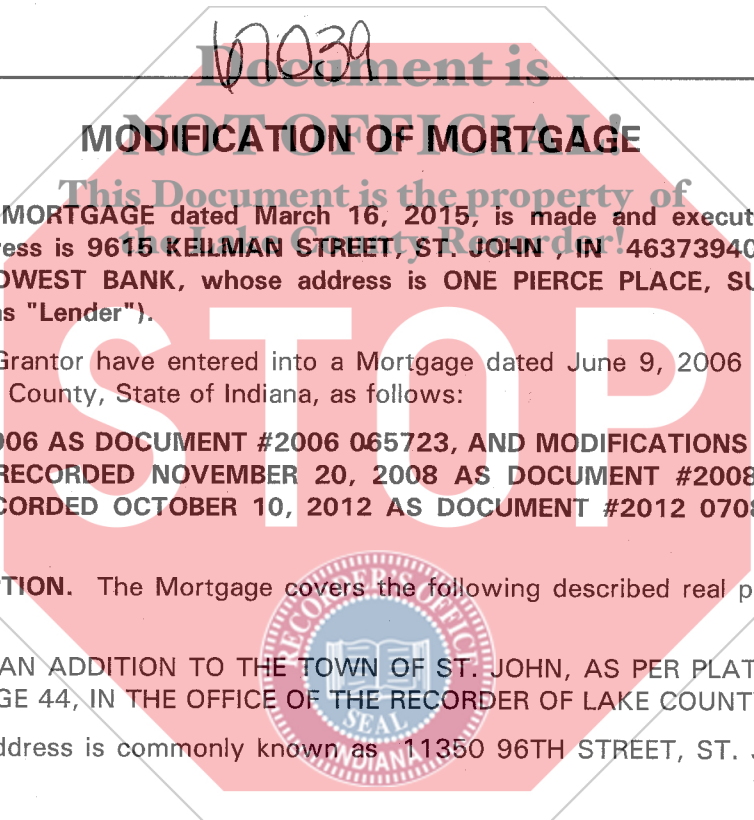 67039
Document is
MODIFICATION OF MORTGAGE
NOT OFFICIAL!
This Document is the property of
MORTGAGE dated March 16, 2015, is made and execut
ress is 9615 KEILMAN STREET, ST. JOHN , IN 46373940
the Lake County Recorder!
DWEST BANK, whose address is ONE PIERCE PLACE, SU
as "Lender").
STOP
Grantor have entered into a Mortgage dated June 9, 2006
County, State of Indiana, as follows:
006 AS DOCUMENT #2006 065723, AND MODIFICATIONS
RECORDED NOVEMBER 20, 2008 AS DOCUMENT #2008
CORDED OCTOBER 10, 2012 AS DOCUMENT #2012 0708
PTION. The Mortgage covers the following described real p
RECORDER'S OFFICE
AN ADDITION TO THE TOWN OF ST. JOHN, AS PER PLAT
GE 44, IN THE OFFICE OF THE RECORDER OF LAKE COUNT
SEAL
INDIANA
ddress is commonly known as 11350 96TH STREET, ST. J